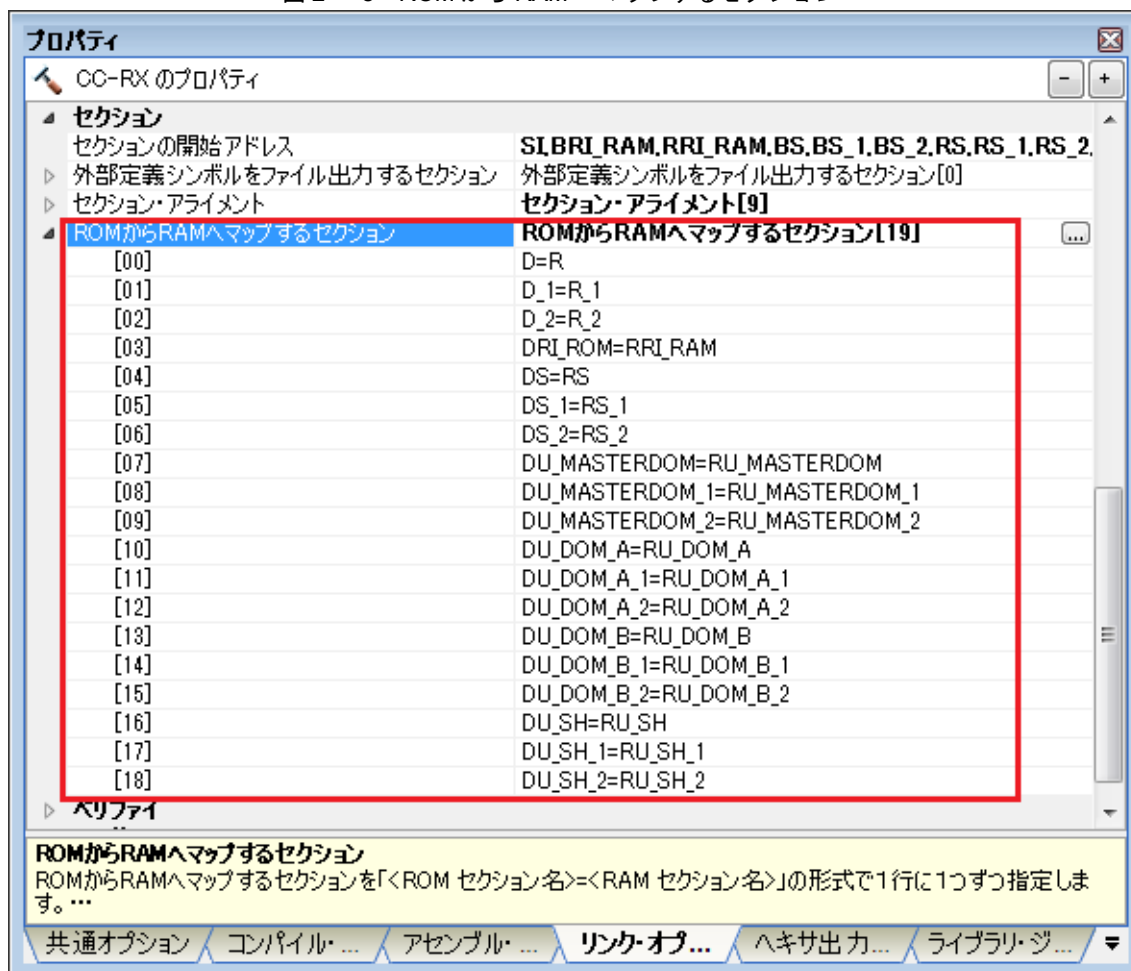 プロパティ
CC-RX のプロパティ
セクション
セクションの開始アドレス SI,BRI_RAM,RRI_RAM,BS,BS_1,BS_2,RS,RS_1,RS_2,
外部定義シンボルをファイル出力するセクション 外部定義シンボルをファイル出力するセクション[0]
セクション・アライメント セクション・アライメント[9]
ROMからRAMへマップするセクション ROMからRAMへマップするセクション[19] ...
[00] D=R
[01] D_1=R_1
[02] D_2=R_2
[03] DRI_ROM=RRI_RAM
[04] DS=RS
[05] DS_1=RS_1
[06] DS_2=RS_2
[07] DU_MASTERDOM=RU_MASTERDOM
[08] DU_MASTERDOM_1=RU_MASTERDOM_1
[09] DU_MASTERDOM_2=RU_MASTERDOM_2
[10] DU_DOM_A=RU_DOM_A
[11] DU_DOM_A_1=RU_DOM_A_1
[12] DU_DOM_A_2=RU_DOM_A_2
[13] DU_DOM_B=RU_DOM_B
[14] DU_DOM_B_1=RU_DOM_B_1
[15] DU_DOM_B_2=RU_DOM_B_2
[16] DU_SH=RU_SH
[17] DU_SH_1=RU_SH_1
[18] DU_SH_2=RU_SH_2
ベリファイ
ROMからRAMへマップするセクション
ROMからRAMへマップするセクションを「<ROM セクション名>=<RAM セクション名>」の形式で1行に1つずつ指定しま
す。…
共通オプション コンパイル・... アセンブル・... リンク・オプ... ヘキサ出力... ライブラリ・ジ...